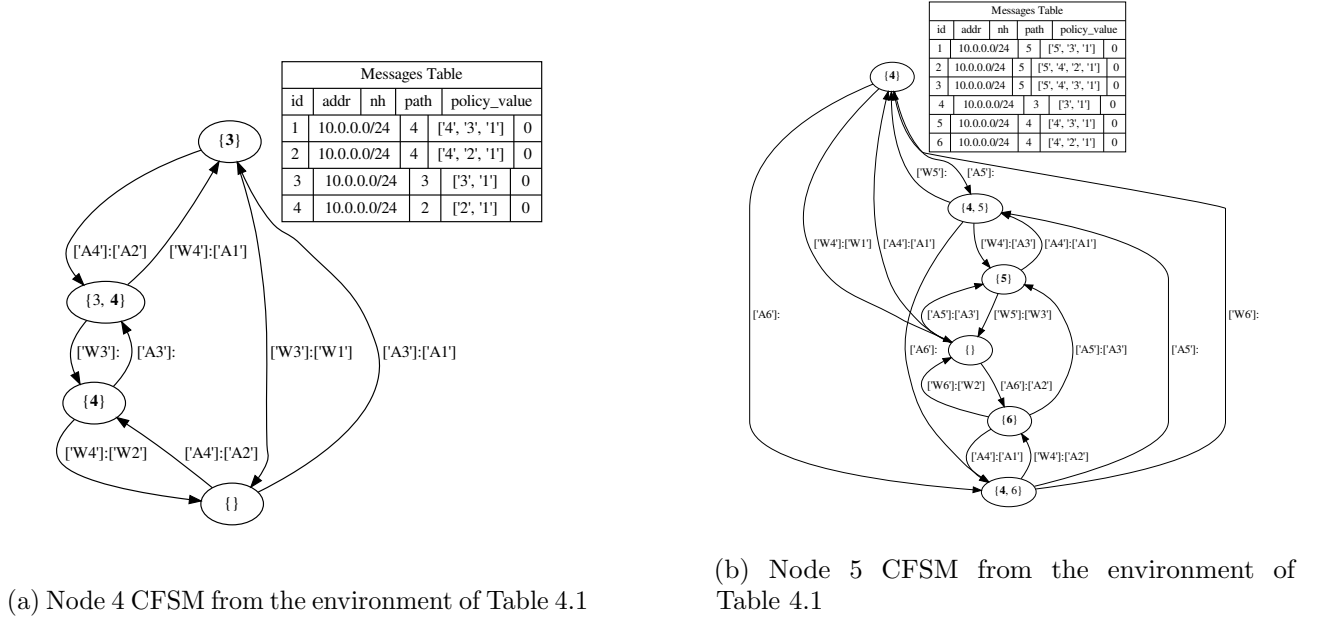 Messages Table
id addr nh path policy_value
1 10.0.0.0/24 4 ['4', '3', '1'] 0
2 10.0.0.0/24 4 ['4', '2', '1'] 0
3 10.0.0.0/24 3 ['3', '1'] 0
4 10.0.0.0/24 2 ['2', '1'] 0
{3}
['A4']:['A2'] ['W4']:['A1']
{3, 4}
['W3']: ['A3']: ['W3']:['W1'] ['A3']:['A1']
{4}
['W4']:['W2'] ['A4']:['A2']
{}
(a) Node 4 CFSM from the environment of Table 4.1
Messages Table
id addr nh path policy_value
1 10.0.0.0/24 5 ['5', '3', '1'] 0
2 10.0.0.0/24 5 ['5', '4', '2', '1'] 0
3 10.0.0.0/24 5 ['5', '4', '3', '1'] 0
4 10.0.0.0/24 3 ['3', '1'] 0
5 10.0.0.0/24 4 ['4', '3', '1'] 0
6 10.0.0.0/24 4 ['4', '2', '1'] 0
{4}
['W5']: ['A5']:
{4, 5}
['W4']:['W1'] ['A4']:['A1'] ['W4']:['A3'] ['A4']:['A1']
{5}
['A6']: ['A5']:['A3'] ['W5']:['W3'] ['W6']:
{}
['A6']: ['A5']:['A3'] ['A5']:
['W6']:['W2'] ['A6']:['A2']
{6}
['A4']:['A1'] ['W4']:['A2']
{4, 6}
(b) Node 5 CFSM from the environment of
Table 4.1